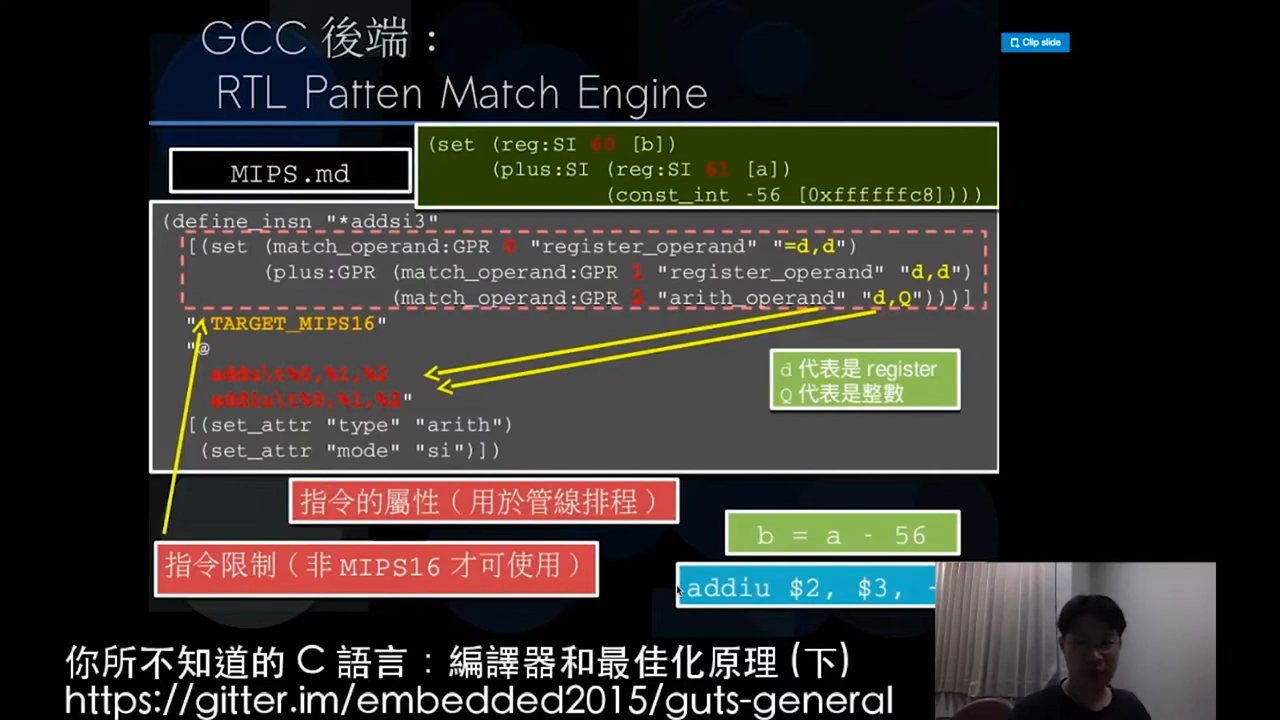 GCC 後端：
RTL Patten Match Engine
Clip slide
MIPS.md
(set (reg:SI 60 [b])
(plus:SI (reg:SI 61 [a])
(const_int -56 [0xffffffc8])))
(define_insn "*addsi3"
[(set (match_operand:GPR 0 "register_operand" "=d,d")
(plus:GPR (match_operand:GPR 1 "register_operand" "d,d")
(match_operand:GPR 2 "arith_operand" "d,Q")))]
TARGET_MIPS16"
"@
addu\t%0,%1,%2
addiu\t%0,%1,%2"
[(set_attr "type" "arith")
(set_attr "mode" "si")])
d 代表是 register
Q 代表是整數
指令的屬性（用於管線排程）
指令限制（非 MIPS16 才可使用）
b = a - 56
addiu $2, $3, -
你所不知道的 C 語言：編譯器和最佳化原理 (下)
https://gitter.im/embedded2015/guts-general